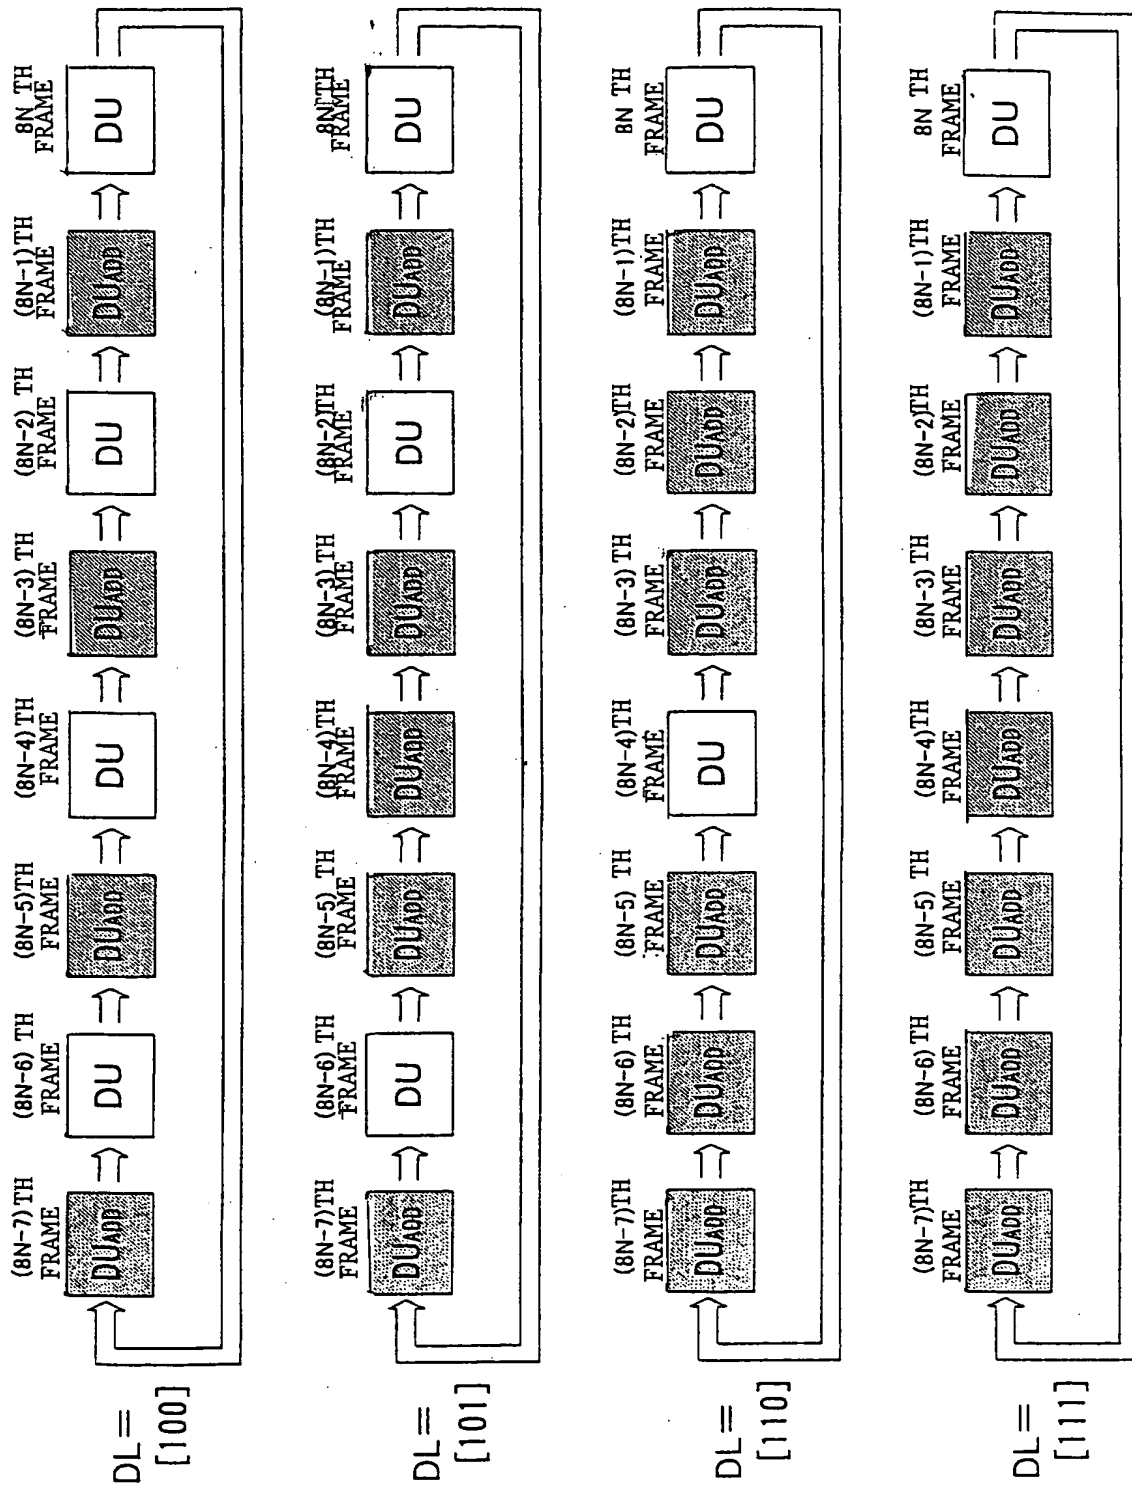 (8N-7)TH (8N-6)TH (8N-5)TH (8N-4)TH (8N-3)TH (8N-2)TH (8N-1)TH 8N TH
FRAME FRAME FRAME FRAME FRAME FRAME FRAME FRAME
DUADD DU DUADD DU DUADD DU DUADD DU
DL=
[100]
(8N-7)TH (8N-6)TH (8N-5)TH (8N-4)TH (8N-3)TH (8N-2)TH (8N-1)TH 8N TH
FRAME FRAME FRAME FRAME FRAME FRAME FRAME FRAME
DUADD DU DUADD DUADD DUADD DU DUADD DU
DL=
[101]
(8N-7)TH (8N-6)TH (8N-5)TH (8N-4)TH (8N-3)TH (8N-2)TH (8N-1)TH 8N TH
FRAME FRAME FRAME FRAME FRAME FRAME FRAME FRAME
DUADD DUADD DUADD DU DUADD DUADD DUADD DU
DL=
[110]
(8N-7)TH (8N-6)TH (8N-5)TH (8N-4)TH (8N-3)TH (8N-2)TH (8N-1)TH 8N TH
FRAME FRAME FRAME FRAME FRAME FRAME FRAME FRAME
DUADD DUADD DUADD DUADD DUADD DUADD DUADD DU
DL=
[111]